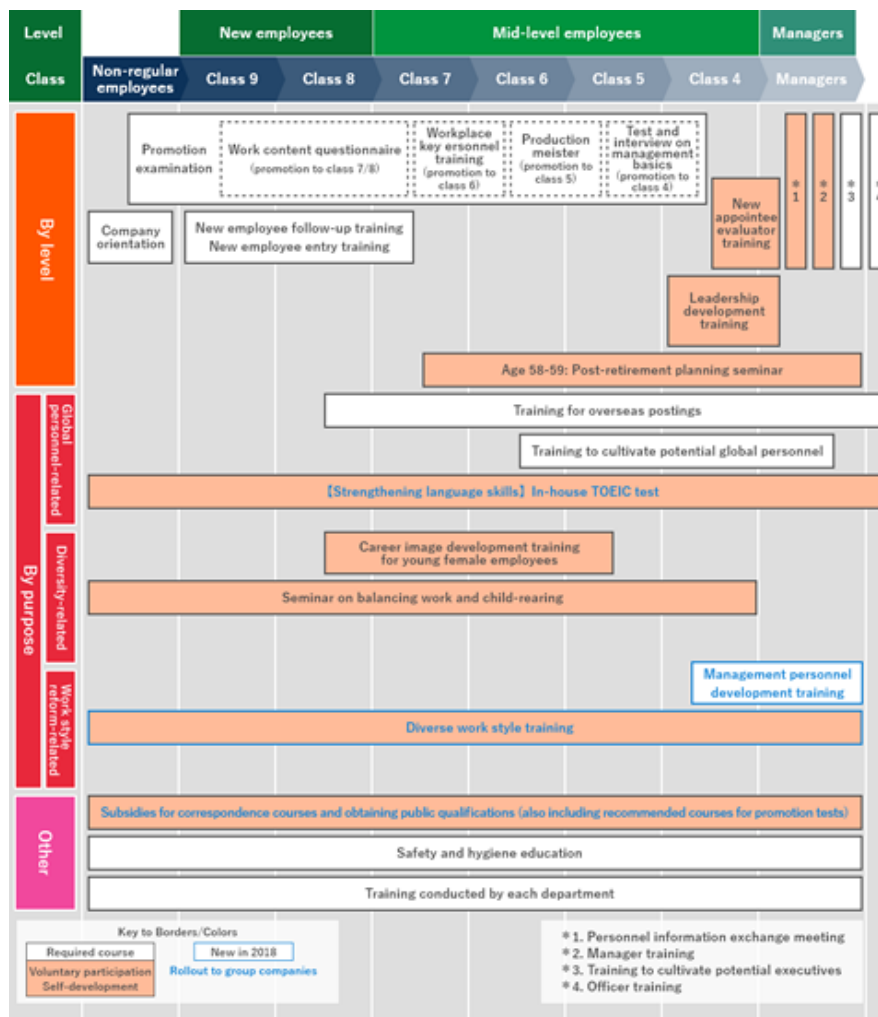 Level
New employees
Mid-level employees
Managers
Class
Non-regular
employees
Class 9
Class 8
Class 7
Class 6
Class 5
Class 4
Managers
By level
Promotion
examination
Work content questionnaire
(promotion to class 7/8)
Workplace
key ersonnel
training
(promotion to
class 6)
Production
meister
(promotion to
class 5)
Test and
interview on
management
basics
(promotion to
class 4)
New
appointee
evaluator
training
*1
*2
*3
Company
orientation
New employee follow-up training
New employee entry training
Leadership
development
training
Age 58-59: Post-retirement planning seminar
By purpose
Global
personnel-related
Training for overseas postings
Training to cultivate potential global personnel
【Strengthening language skills】In-house TOEIC test
Diversity-related
Career image development training
for young female employees
Seminar on balancing work and child-rearing
Work style
reform-related
Management personnel
development training
Diverse work style training
Other
Subsidies for correspondence courses and obtaining public qualifications (also including recommended courses for promotion tests)
Safety and hygiene education
Training conducted by each department
Key to Borders/Colors
Required course
New in 2018
Voluntary participation
Self-development
Rollout to group companies
*1. Personnel information exchange meeting
*2. Manager training
*3. Training to cultivate potential executives
*4. Officer training